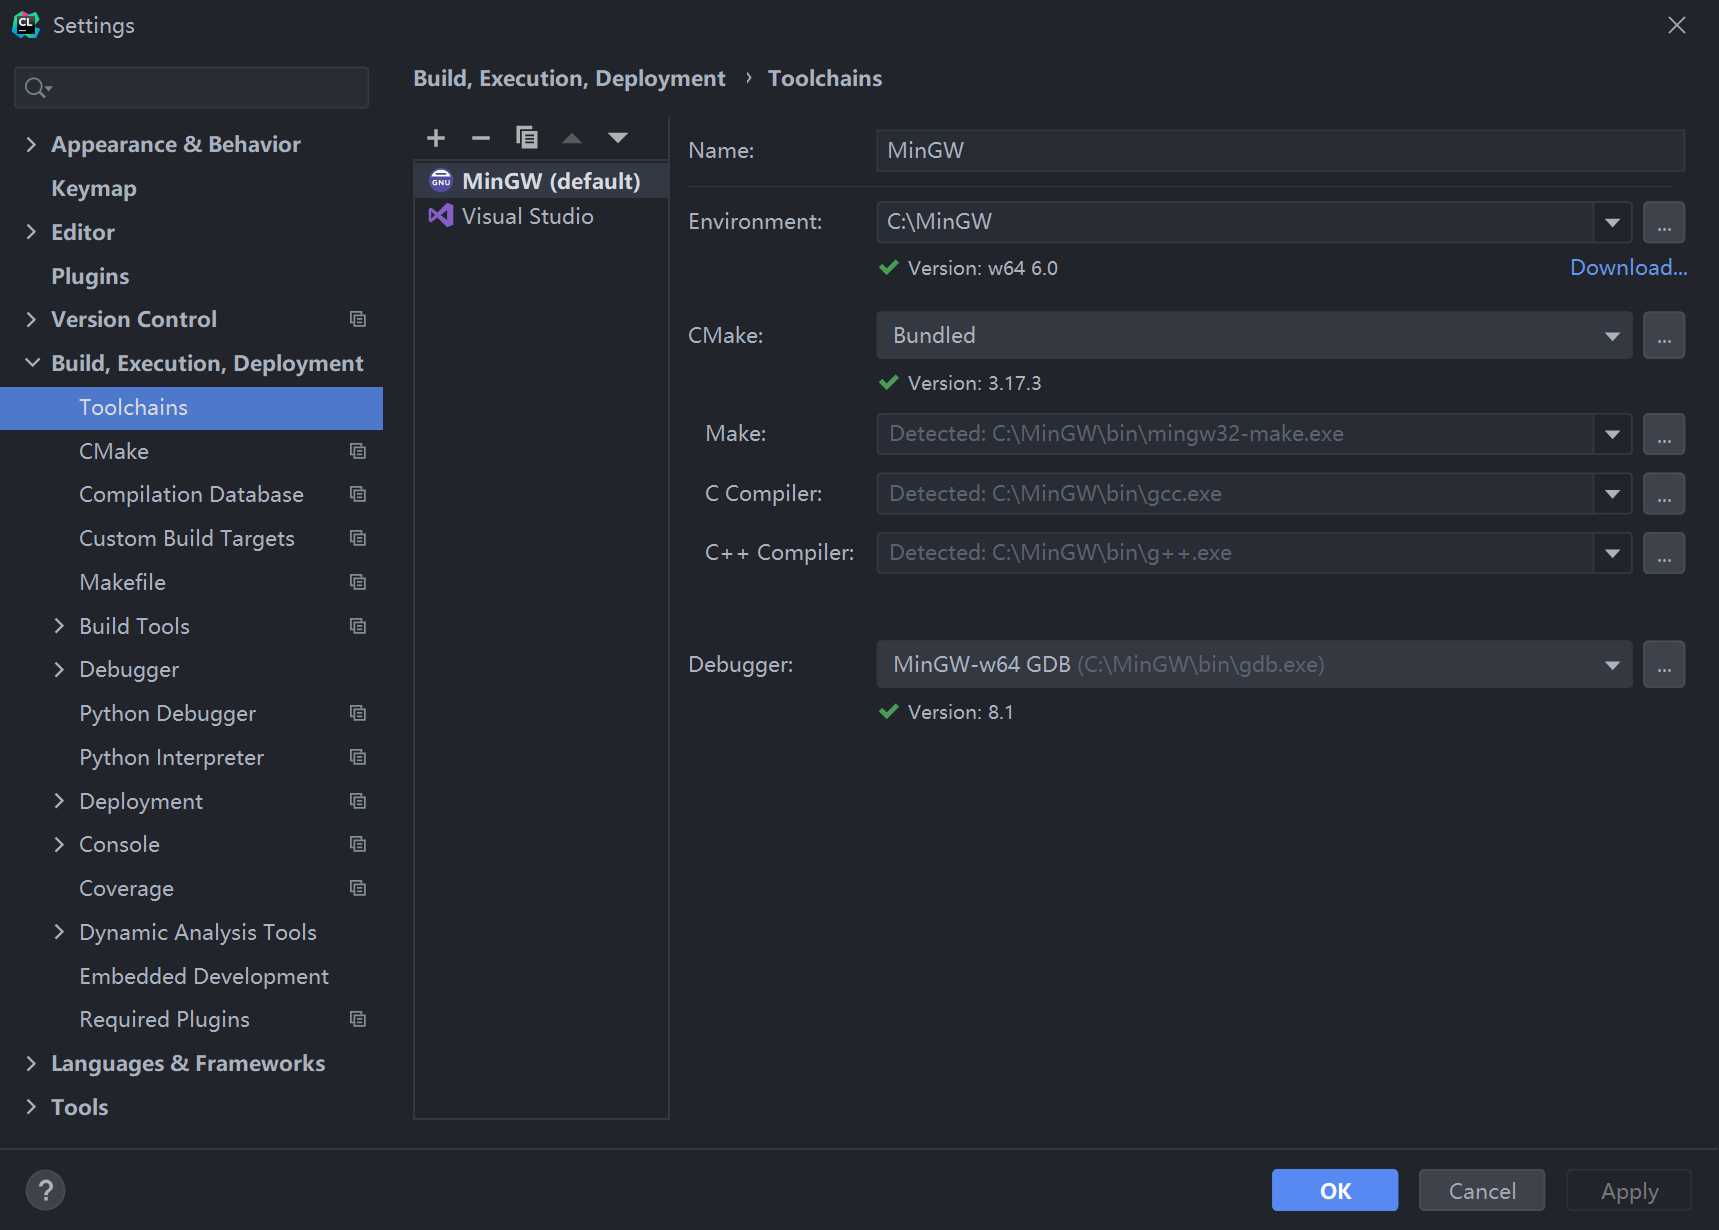 CL
Settings
Appearance & Behavior
Keymap
Editor
Plugins
Version Control
Build, Execution, Deployment
Toolchains
CMake
Compilation Database
Custom Build Targets
Makefile
Build Tools
Debugger
Python Debugger
Python Interpreter
Deployment
Console
Coverage
Dynamic Analysis Tools
Embedded Development
Required Plugins
Languages & Frameworks
Tools
Build, Execution, Deployment › Toolchains
GNU MinGW (default)
Visual Studio
Name: MinGW
Environment: C:\MinGW ...
Version: w64 6.0 Download...
CMake: Bundled ...
Version: 3.17.3
Make: Detected: C:\MinGW\bin\mingw32-make.exe ...
C Compiler: Detected: C:\MinGW\bin\gcc.exe ...
C++ Compiler: Detected: C:\MinGW\bin\g++.exe ...
Debugger: MinGW-w64 GDB (C:\MinGW\bin\gdb.exe) ...
Version: 8.1
? OK Cancel Apply